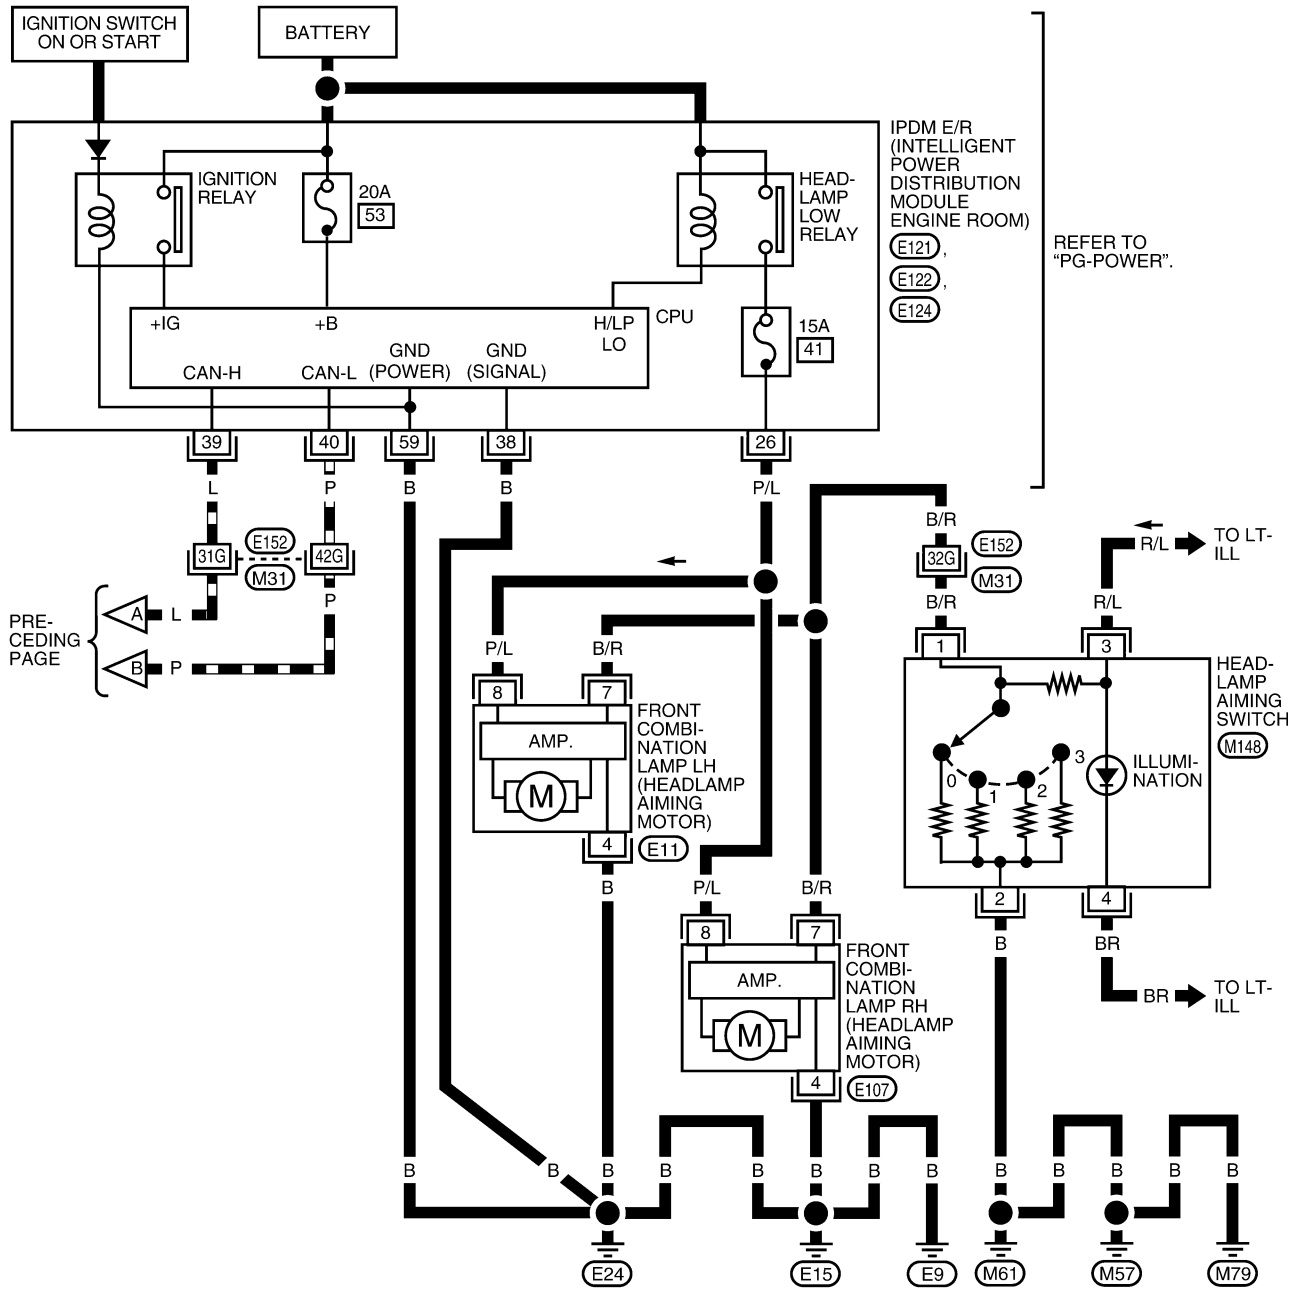 IGNITION SWITCH
ON OR START
BATTERY
IPDM E/R
(INTELLIGENT
POWER
DISTRIBUTION
MODULE
ENGINE ROOM)
E121 ,
E122 ,
E124
REFER TO
“PG-POWER”.
IGNITION
RELAY
20A
53
HEAD-
LAMP
LOW
RELAY
+IG
+B
H/LP
LO
CPU
15A
41
CAN-H
CAN-L
GND
(POWER)
GND
(SIGNAL)
39
40
59
38
26
L
P
B
B
P/L
31G
E152
M31
42G
P
PRE-
CEDING
PAGE
A
L
B
P
B/R
32G
E152
M31
B/R
R/L
TO LT-
ILL
R/L
P/L
B/R
8
7
AMP.
M
4
FRONT
COMBI-
NATION
LAMP LH
(HEADLAMP
AIMING
MOTOR)
E11
B
1
3
HEAD-
LAMP
AIMING
SWITCH
M148
0
1
2
3
ILLUMI-
NATION
2
4
B
BR
BR
TO LT-
ILL
P/L
B/R
8
7
AMP.
M
4
FRONT
COMBI-
NATION
LAMP RH
(HEADLAMP
AIMING
MOTOR)
E107
B
B
B
B
B
B
B
B
B
B
B
B
B
B
E24
E15
E9
M61
M57
M79